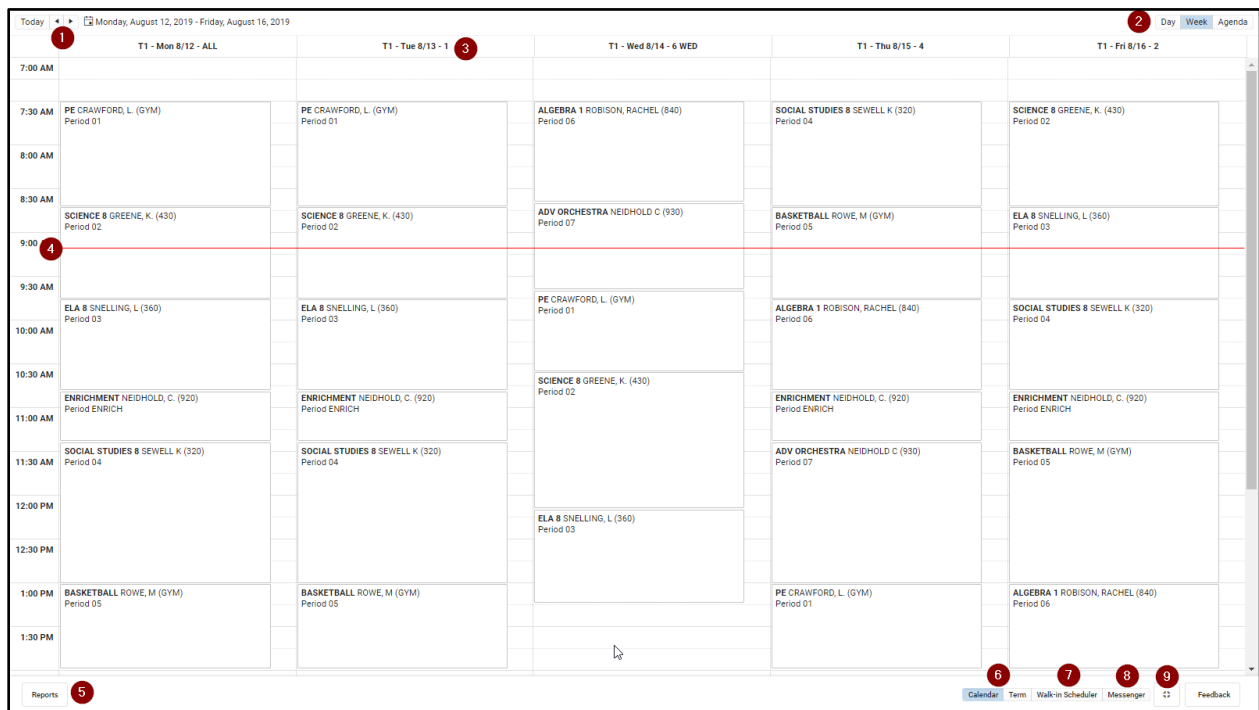 Today Monday, August 12, 2019 - Friday, August 16, 2019 2 Day Week Agenda
1
T1 - Mon 8/12 - ALL T1 - Tue 8/13 - 1 3 T1 - Wed 8/14 - 6 WED T1 - Thu 8/15 - 4 T1 - Fri 8/16 - 2
7:00 AM
7:30 AM PE CRAWFORD, L. (GYM) PE CRAWFORD, L. (GYM) ALGEBRA 1 ROBISON, RACHEL (840) SOCIAL STUDIES 8 SEWELL K (320) SCIENCE 8 GREENE, K. (430)
Period 01 Period 01 Period 06 Period 04 Period 02
8:00 AM
8:30 AM
SCIENCE 8 GREENE, K. (430) SCIENCE 8 GREENE, K. (430) ADV ORCHESTRA NEIDHOLD C (930) BASKETBALL ROWE, M (GYM) ELA 8 SNELLING, L (360)
Period 02 Period 02 Period 07 Period 05 Period 03
9:00 4
9:30 AM
PE CRAWFORD, L. (GYM)
Period 01
ELA 8 SNELLING, L (360) ELA 8 SNELLING, L (360) ALGEBRA 1 ROBISON, RACHEL (840) SOCIAL STUDIES 8 SEWELL K (320)
Period 03 Period 03 Period 06 Period 04
10:00 AM
10:30 AM
SCIENCE 8 GREENE, K. (430)
Period 02
ENRICHMENT NEIDHOLD, C. (920) ENRICHMENT NEIDHOLD, C. (920) ENRICHMENT NEIDHOLD, C. (920) ENRICHMENT NEIDHOLD, C. (920)
Period ENRICH Period ENRICH Period ENRICH Period ENRICH
11:00 AM
SOCIAL STUDIES 8 SEWELL K (320) SOCIAL STUDIES 8 SEWELL K (320) ADV ORCHESTRA NEIDHOLD C (930) BASKETBALL ROWE, M (GYM)
11:30 AM Period 04 Period 04 Period 07 Period 05
12:00 PM
ELA 8 SNELLING, L (360)
Period 03
12:30 PM
1:00 PM BASKETBALL ROWE, M (GYM) BASKETBALL ROWE, M (GYM) PE CRAWFORD, L. (GYM) ALGEBRA 1 ROBISON, RACHEL (840)
Period 05 Period 05 Period 01 Period 06
1:30 PM
6 7 8 9
Reports 5 Calendar Term Walk-in Scheduler Messenger Feedback